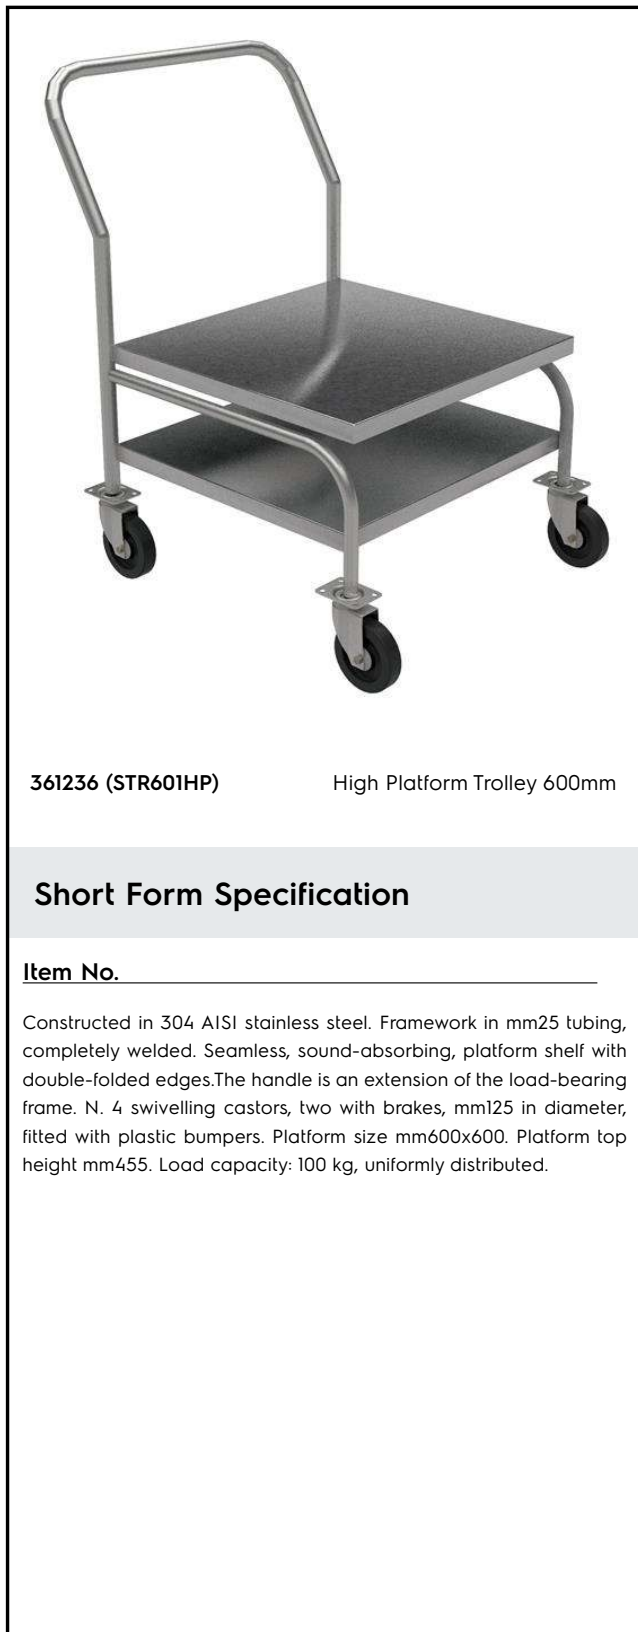 361236 (STR601HP)
High Platform Trolley 600mm
Short Form Specification
Item No.
Constructed in 304 AISI stainless steel. Framework in mm25 tubing,
completely welded. Seamless, sound-absorbing, platform shelf with
double-folded edges.The handle is an extension of the load-bearing
frame. N. 4 swivelling castors, two with brakes, mm125 in diameter,
fitted with plastic bumpers. Platform size mm600x600. Platform top
height mm455. Load capacity: 100 kg, uniformly distributed.